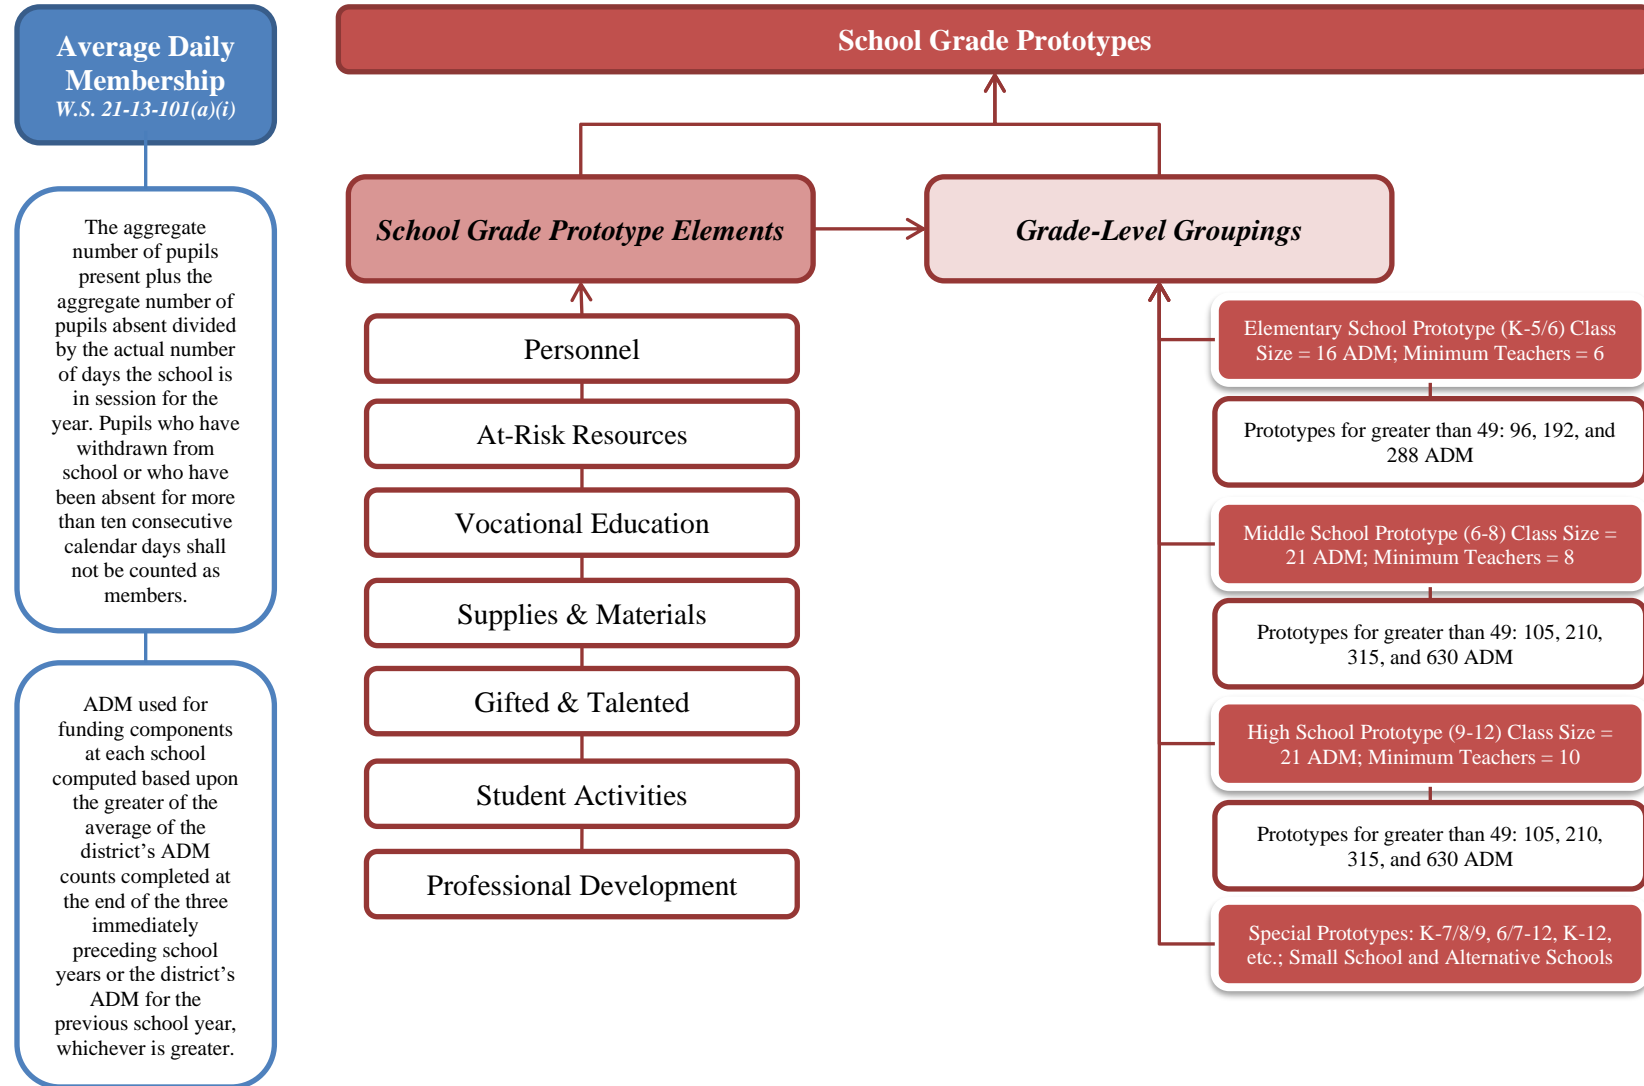 Average Daily
Membership
W.S. 21-13-101(a)(i)
The aggregate
number of pupils
present plus the
aggregate number of
pupils absent divided
by the actual number
of days the school is
in session for the
year. Pupils who have
withdrawn from
school or who have
been absent for more
than ten consecutive
calendar days shall
not be counted as
members.
ADM used for
funding components
at each school
computed based upon
the greater of the
average of the
district’s ADM
counts completed at
the end of the three
immediately
preceding school
years or the district’s
ADM for the
previous school year,
whichever is greater.
School Grade Prototypes
School Grade Prototype Elements
Personnel
At-Risk Resources
Vocational Education
Supplies & Materials
Gifted & Talented
Student Activities
Professional Development
Grade-Level Groupings
Elementary School Prototype (K-5/6) Class
Size = 16 ADM; Minimum Teachers = 6
Prototypes for greater than 49: 96, 192, and
288 ADM
Middle School Prototype (6-8) Class Size =
21 ADM; Minimum Teachers = 8
Prototypes for greater than 49: 105, 210,
315, and 630 ADM
High School Prototype (9-12) Class Size =
21 ADM; Minimum Teachers = 10
Prototypes for greater than 49: 105, 210,
315, and 630 ADM
Special Prototypes: K-7/8/9, 6/7-12, K-12,
etc.; Small School and Alternative Schools